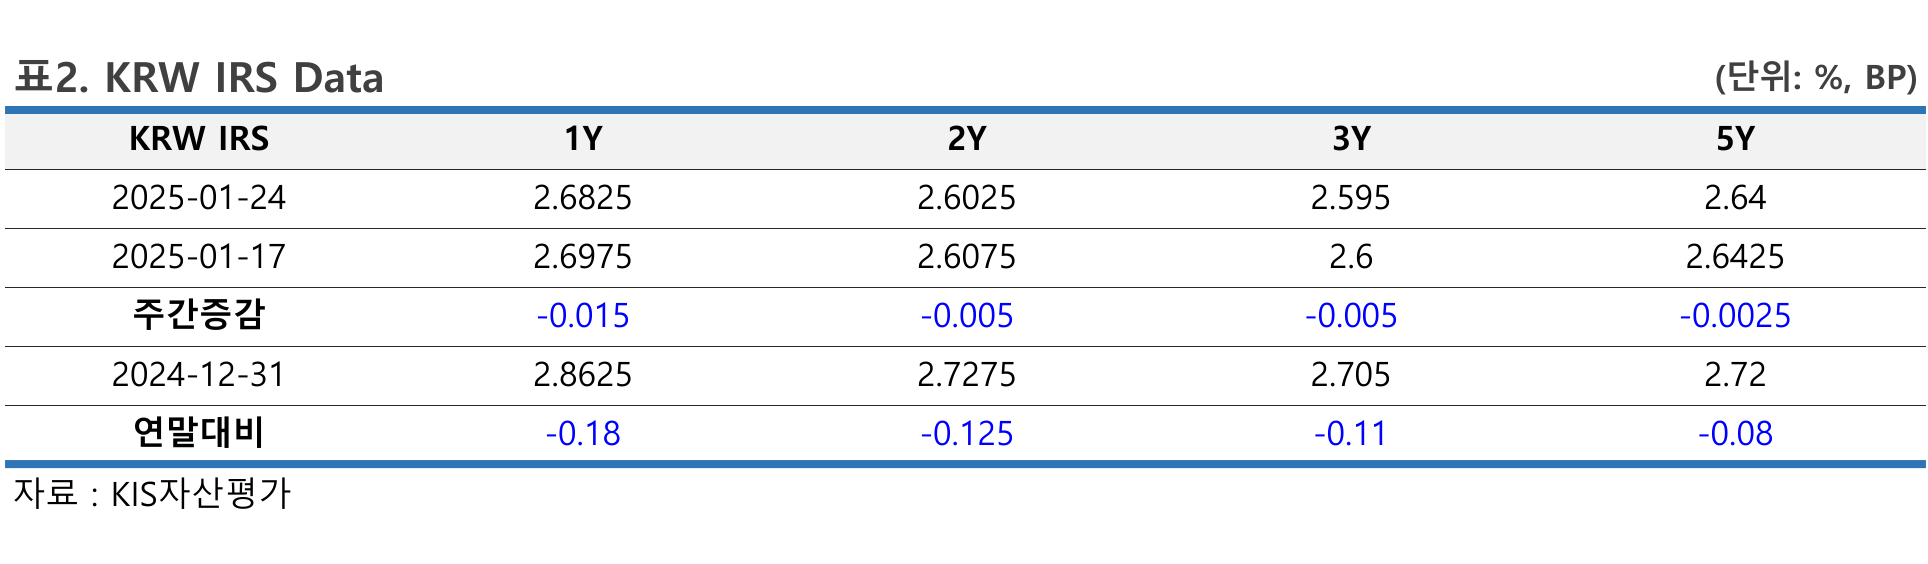 표2. KRW IRS Data (단위: %, BP)
KRW IRS 1Y 2Y 3Y 5Y
2025-01-24 2.6825 2.6025 2.595 2.64
2025-01-17 2.6975 2.6075 2.6 2.6425
주간증감 -0.015 -0.005 -0.005 -0.0025
2024-12-31 2.8625 2.7275 2.705 2.72
연말대비 -0.18 -0.125 -0.11 -0.08
자료 : KIS자산평가